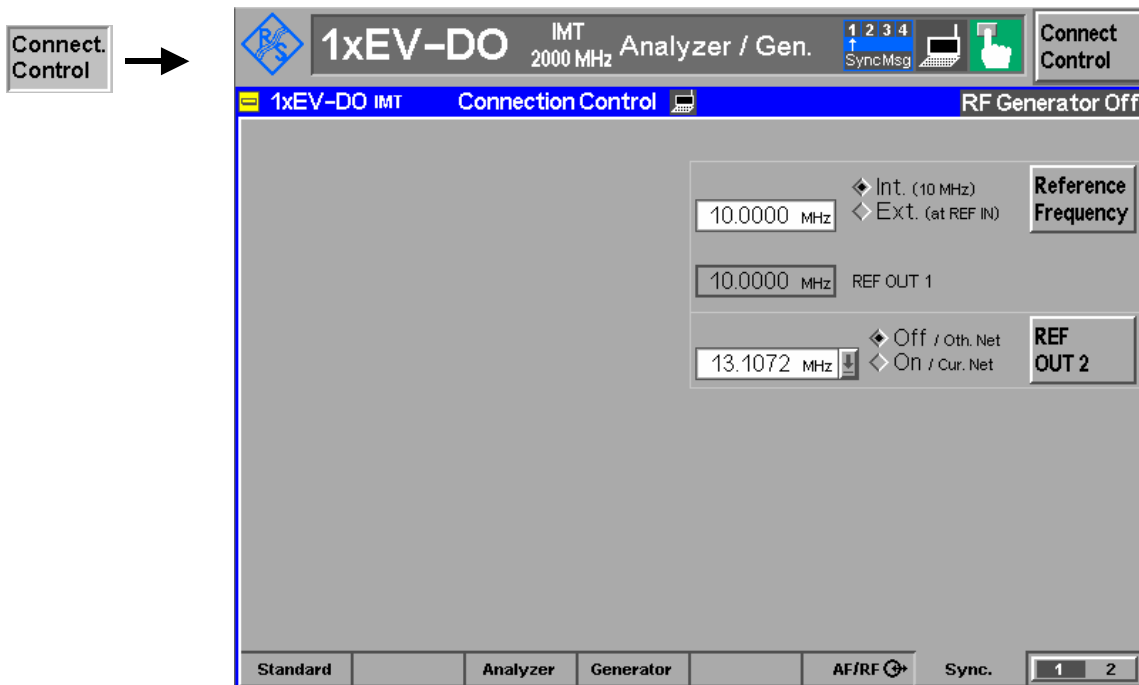 Connect.
Control
R S
1xEV-DO IMT 2000 MHz Analyzer / Gen.
1 2 3 4
SyncMsg
Connect
Control
1xEV-DO IMT Connection Control RF Generator Off
Int. (10 MHz)
10.0000 MHz Ext. (at REF IN)
Reference
Frequency
10.0000 MHz REF OUT 1
Off / Oth. Net
13.1072 MHz On / Cur. Net
REF
OUT 2
Standard Analyzer Generator AF/RF Sync. 1 2